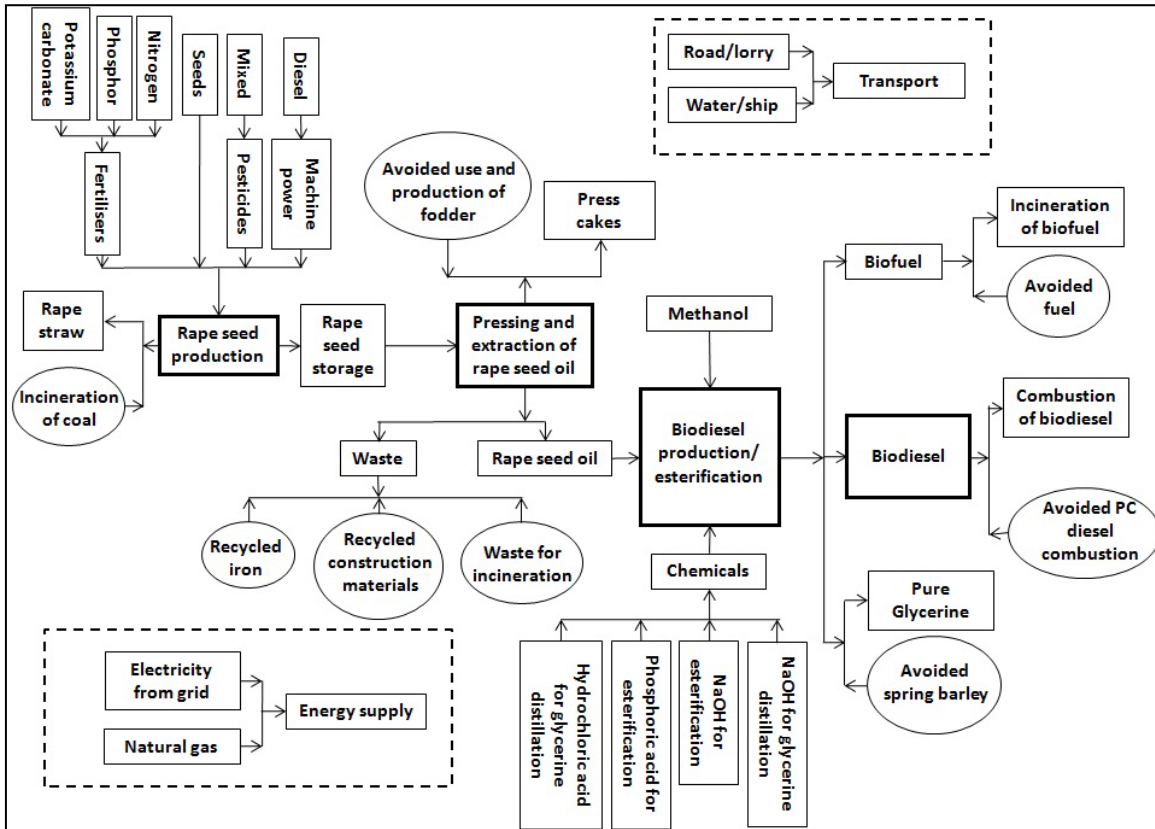 Potassium
carbonate
Phosphor
Nitrogen
Seeds
Mixed
Diesel
Fertilisers
Pesticides
Machine
power
Road/lorry
Water/ship
Transport
Avoided use and
production of
fodder
Press
cakes
Rape
straw
Incineration
of coal
Rape seed
production
Rape
seed
storage
Pressing and
extraction of
rape seed oil
Methanol
Biofuel
Incineration
of biofuel
Avoided
fuel
Waste
Rape seed oil
Biodiesel
production/
esterification
Biodiesel
Combustion
of biodiesel
Avoided PC
diesel
combustion
Recycled
iron
Recycled
construction
materials
Waste for
incineration
Chemicals
Pure
Glycerine
Avoided
spring barley
Hydrochloric acid
for glycerine
distillation
Phosphoric acid for
esterification
NaOH for
esterification
NaOH for glycerine
distillation
Electricity
from grid
Natural gas
Energy supply